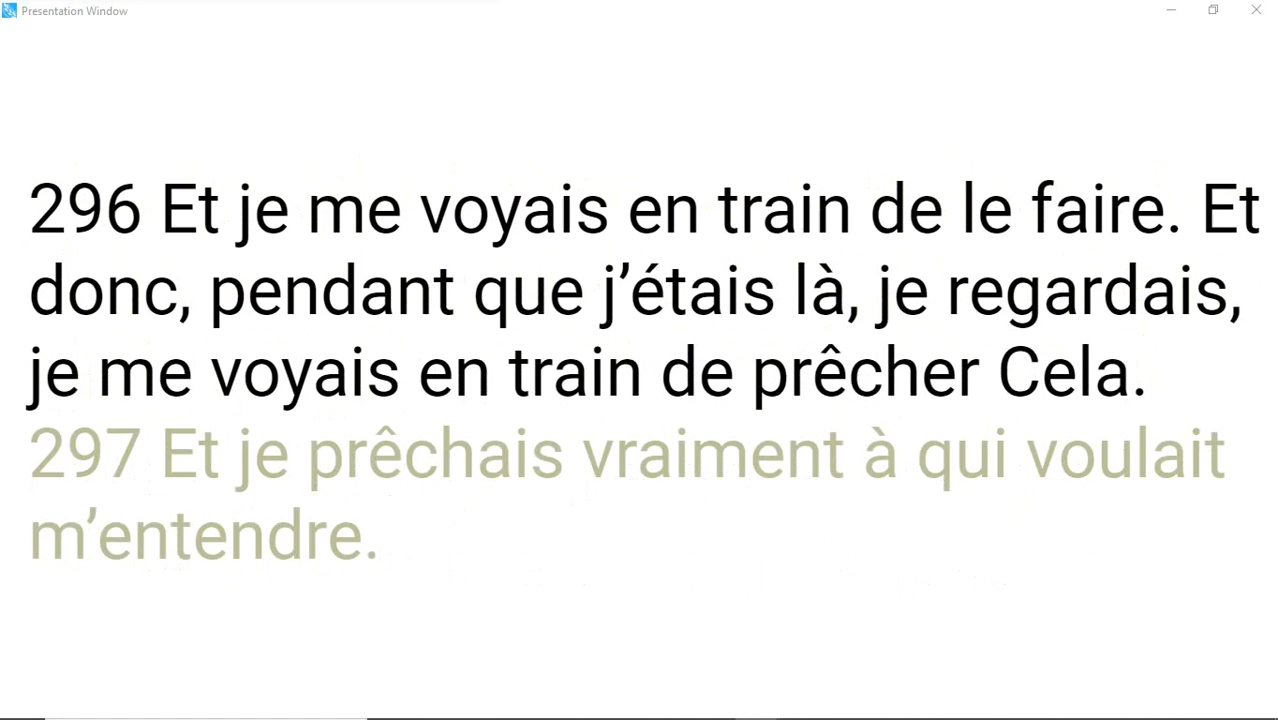 Presentation Window
296 Et je me voyais en train de le faire. Et
donc, pendant que j’étais là, je regardais,
je me voyais en train de prêcher Cela.
297 Et je prêchais vraiment à qui voulait
m’entendre.